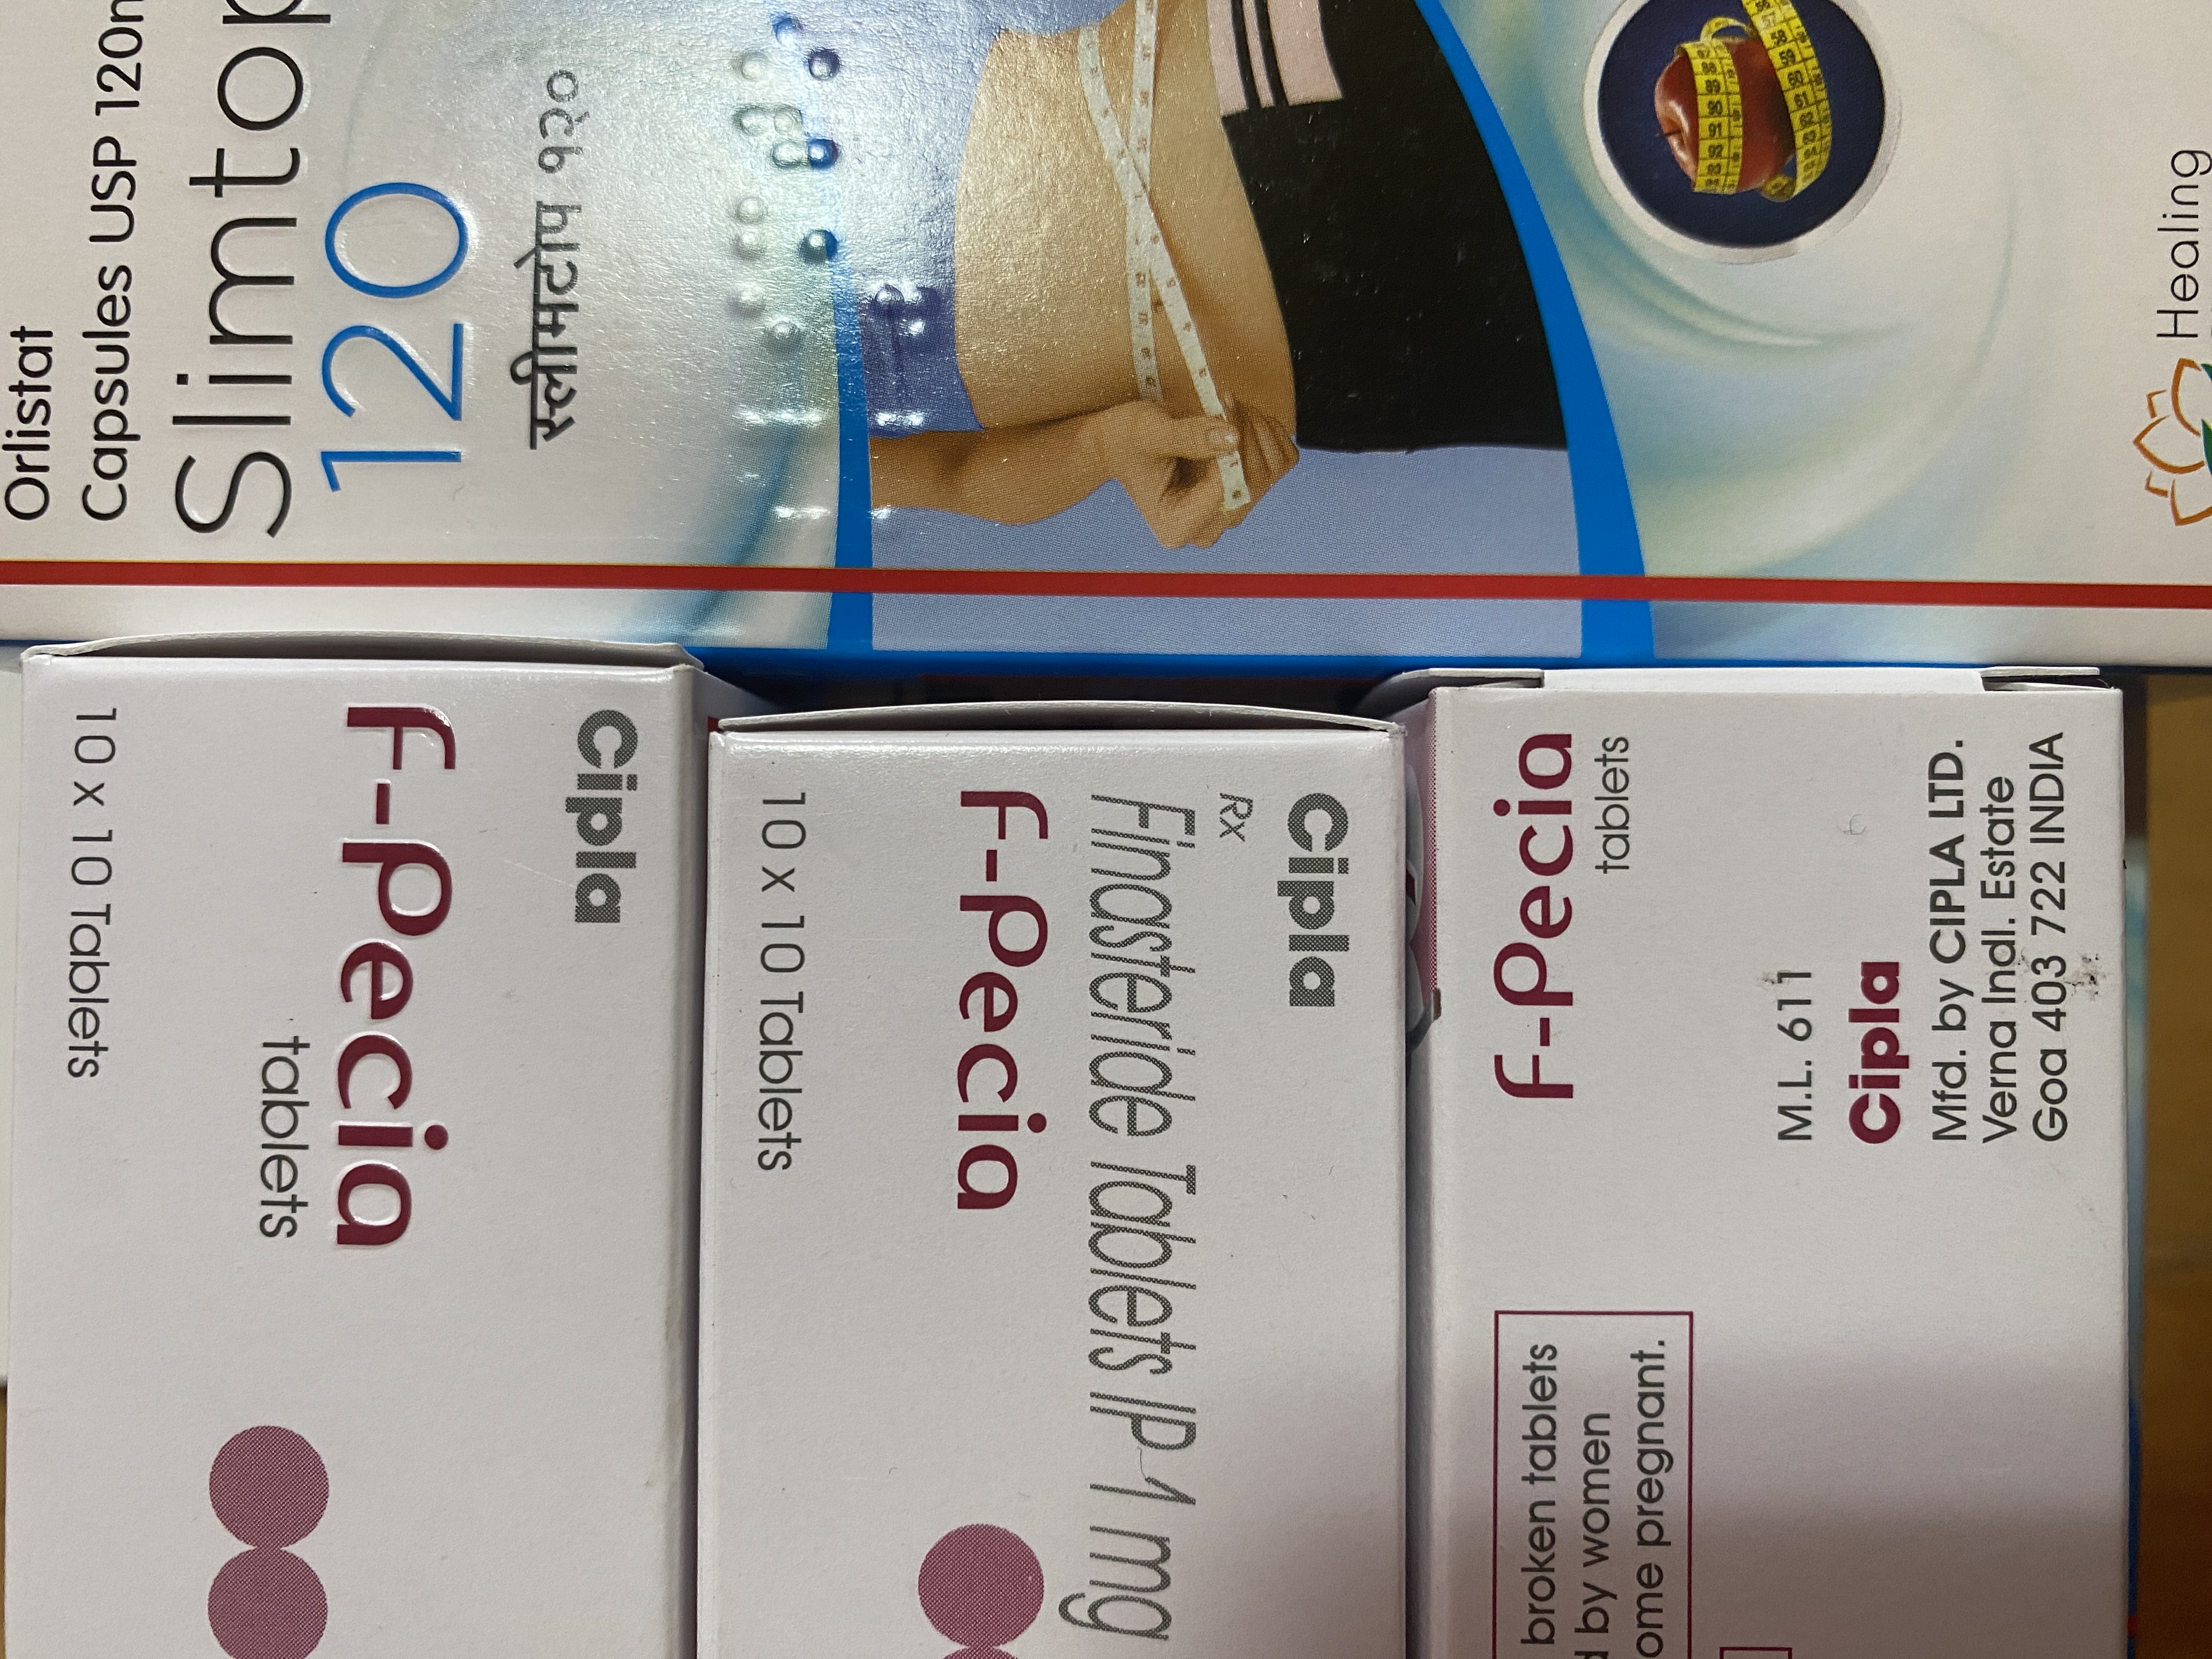 Orlistat
Capsules USP 120m
Slimtop
120
स्लीमटोप १२०
Healing
10 x 10 Tablets
F-Pecia
tablets
Cipla
10 x 10 Tablets
F-Pecia
Finasteride Tablets IP 1 mg
Rx
Cipla
F-Pecia
tablets
M.L. 611
Cipla
Mfd. by CIPLA LTD.
Verna Indl. Estate
Goa 403 722 INDIA
broken tablets
d by women
ome pregnant.